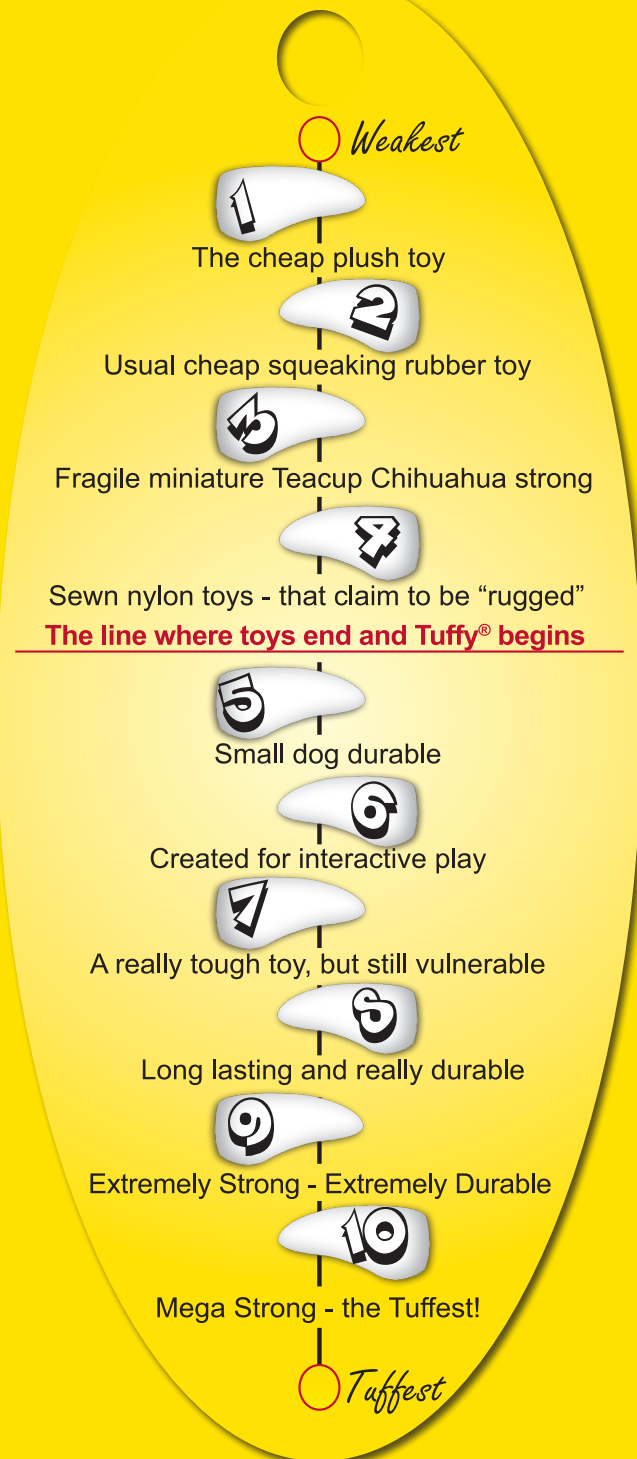 Weakest
1
The cheap plush toy
2
Usual cheap squeaking rubber toy
3
Fragile miniature Teacup Chihuahua strong
4
Sewn nylon toys - that claim to be “rugged”
The line where toys end and Tuffy® begins
5
Small dog durable
6
Created for interactive play
7
A really tough toy, but still vulnerable
8
Long lasting and really durable
9
Extremely Strong - Extremely Durable
10
Mega Strong - the Tuffest!
Tuffest